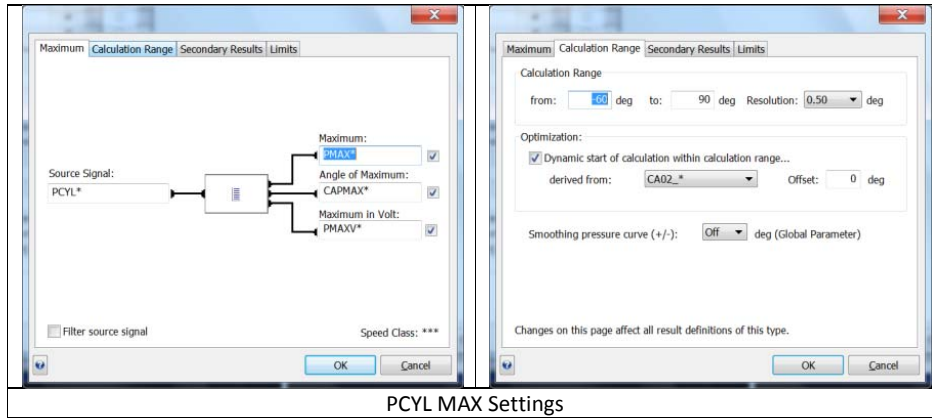 Maximum Calculation Range Secondary Results Limits
Maximum:
PMAX*
Source Signal:
PCYL*
Angle of Maximum:
CAPMAX*
Maximum in Volt:
PMAXV*
Filter source signal
Speed Class: ***
OK Cancel
Maximum Calculation Range Secondary Results Limits
Calculation Range
from: -60 deg to: 90 deg Resolution: 0.50 deg
Optimization:
Dynamic start of calculation within calculation range...
derived from: CA02_* Offset: 0 deg
Smoothing pressure curve (+/-): Off deg (Global Parameter)
Changes on this page affect all result definitions of this type.
OK Cancel
PCYL MAX Settings